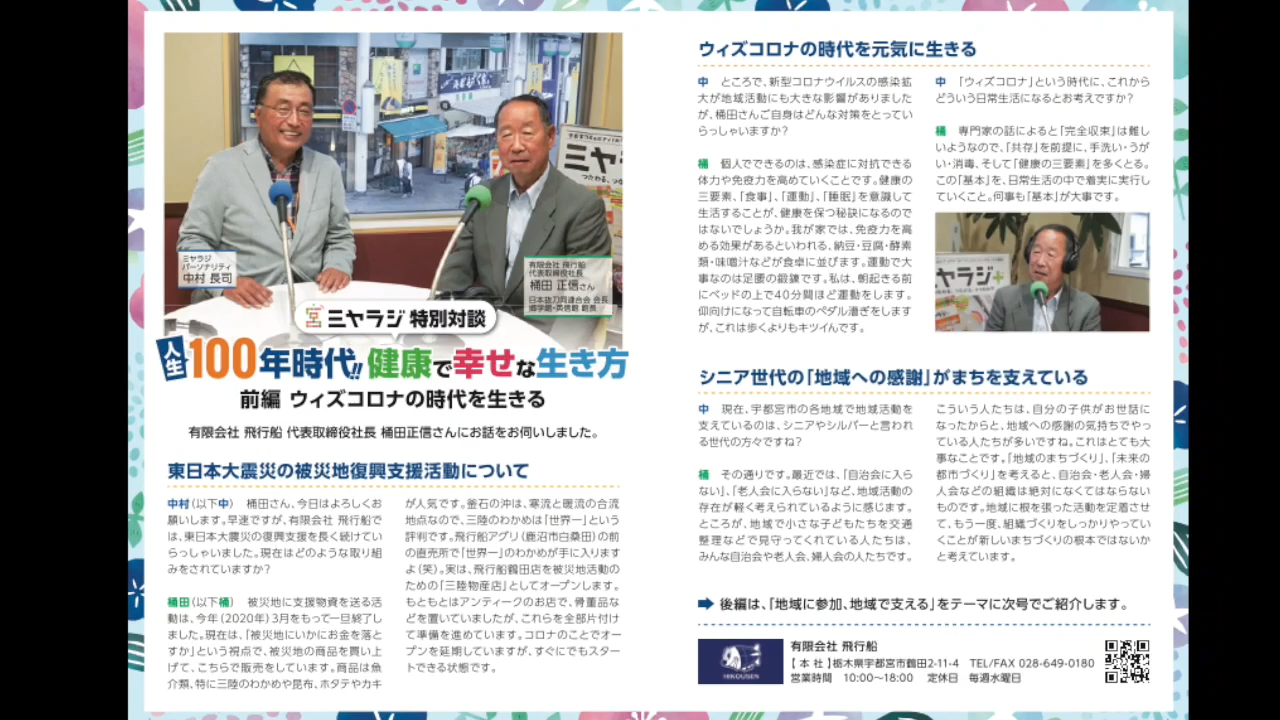 ミヤラジ
パーソナリティ
中村 長司
有限会社 飛行船
代表取締役社長
桶田 正信さん
日本抜刀道連合会 会長
郷学館・英信館 館長
ミヤラジ 特別対談
人生100年時代!! 健康で幸せな生き方
前編 ウィズコロナの時代を生きる
有限会社 飛行船 代表取締役社長 桶田正信さんにお話をお伺いしました。
東日本大震災の被災地復興支援活動について
中村(以下中) 桶田さん、今日はよろしくお
願いします。早速ですが、有限会社 飛行船で
は、東日本大震災の復興支援を長く続けてい
らっしゃいました。現在はどのような取り組
みをされていますか?
桶田(以下桶) 被災地に支援物資を送る活
動は、今年(2020年)3月をもって一旦終了し
ました。現在は、「被災地にいかにお金を落と
すか」という視点で、被災地の商品を買い上
げて、こちらで販売をしています。商品は魚
介類、特に三陸のわかめや昆布、ホタテやカキ
が人気です。釜石の沖は、寒流と暖流の合流
地点なので、三陸のわかめは「世界一」という
評判です。飛行船アプリ(鹿沼市白桑田)の前
の直売所で「世界一」のわかめが手に入ります
よ(笑)。実は、飛行船鶴田店を被災地活動の
ための「三陸物産店」としてオープンします。
もともとはアンティークのお店で、骨董品な
どを置いていましたが、これらを全部片付け
て準備を進めています。コロナのことでオー
プンを延期していますが、すぐにでもスター
トできる状態です。
ウィズコロナの時代を元気に生きる
中 ところで、新型コロナウイルスの感染拡
大が地域活動にも大きな影響がありました
が、桶田さんご自身はどんな対策をとってい
らっしゃいますか?
桶 個人でできるのは、感染症に対抗できる
体力や免疫力を高めていくことです。健康の
三要素、「食事」、「運動」、「睡眠」を意識して
生活することが、健康を保つ秘訣になるので
はないでしょうか。我が家では、免疫力を高
める効果があるといわれる、納豆・豆腐・酵素
類・味噌汁などが食卓に並びます。運動で大
事なのは足腰の鍛錬です。私は、朝起きる前
にベッドの上で40分間ほど運動をします。
仰向けになって自転車のペダル漕ぎをします
が、これは歩くよりもキツイんです。
中 「ウィズコロナ」という時代に、これから
どういう日常生活になるとお考えですか?
桶 専門家の話によると「完全収束」は難し
いようなので、「共存」を前提に、手洗い・うが
い・消毒、そして「健康の三要素」を多くとる。
この「基本」を、日常生活の中で着実に実行し
ていくこと。何事も「基本」が大事です。
シニア世代の「地域への感謝」がまちを支えている
中 現在、宇都宮市の各地域で地域活動を
支えているのは、シニアやシルバーと言われ
る世代の方々ですね?
桶 その通りです。最近では、「自治会に入ら
ない」、「老人会に入らない」など、地域活動の
存在が軽く考えられているように感じます。
ところが、地域で小さな子どもたちを交通
整理などで見守ってくれている人たちは、
みんな自治会や老人会、婦人会の人たちです。
こういう人たちは、自分の子供がお世話に
なったからと、地域への感謝の気持ちでやっ
ている人たちが多いですね。これはとても大
事なことです。「地域のまちづくり」、「未来の
都市づくり」を考えると、自治会・老人会・婦
人会などの組織は絶対になくてはならない
ものです。地域に根を張った活動を定着させ
て、もう一度、組織づくりをしっかりやってい
くことが新しいまちづくりの根本ではないか
と考えています。
後編は、「地域に参加、地域で支える」をテーマに次号でご紹介します。
HIKOUSEN
有限会社 飛行船
【本 社】栃木県宇都宮市鶴田2-11-4 TEL/FAX 028-649-0180
営業時間 10:00〜18:00 定休日 毎週水曜日